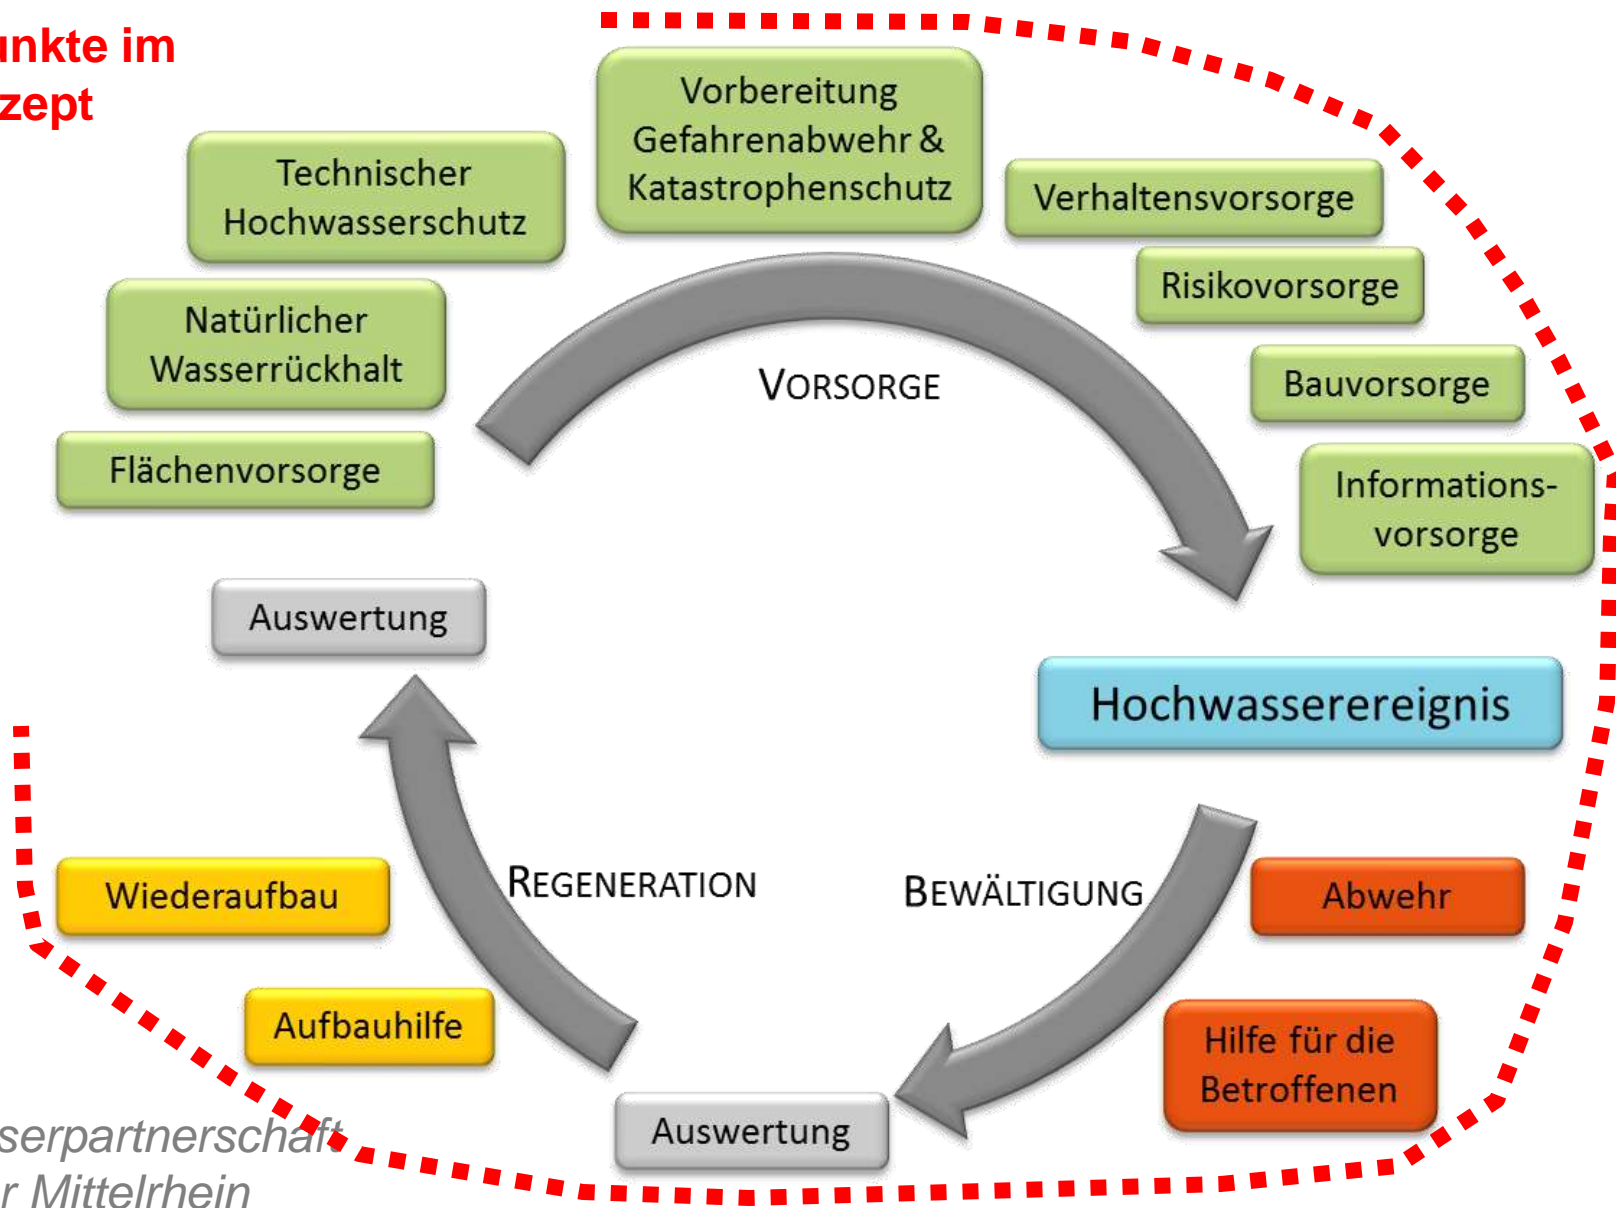 unkte im
zept
Vorbereitung
Gefahrenabwehr &
Katastrophenschutz
Technischer
Hochwasserschutz
Verhaltensvorsorge
Natürlicher
Wasserrückhalt
Risikovorsorge
VORSORGE
Bauvorsorge
Flächenvorsorge
Informations-
vorsorge
Auswertung
Hochwasserereignis
Wiederaufbau
REGENERATION
BEWÄLTIGUNG
Abwehr
Aufbauhilfe
Hilfe für die
Betroffenen
Auswertung
serpartnerschaft
r Mittelrhein